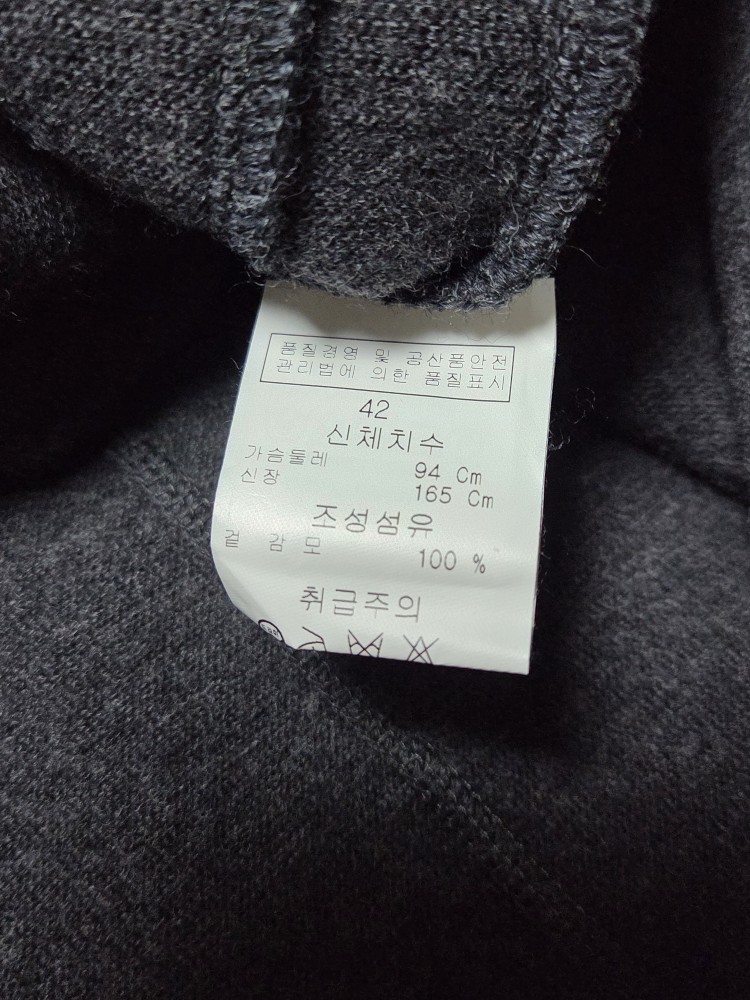 품질경영 및 공산품안전
관리법에 의한 품질표시
42
신체치수
가슴둘레 94 Cm
신장 165 Cm
조성섬유
겉 감 모 100 %
취급주의